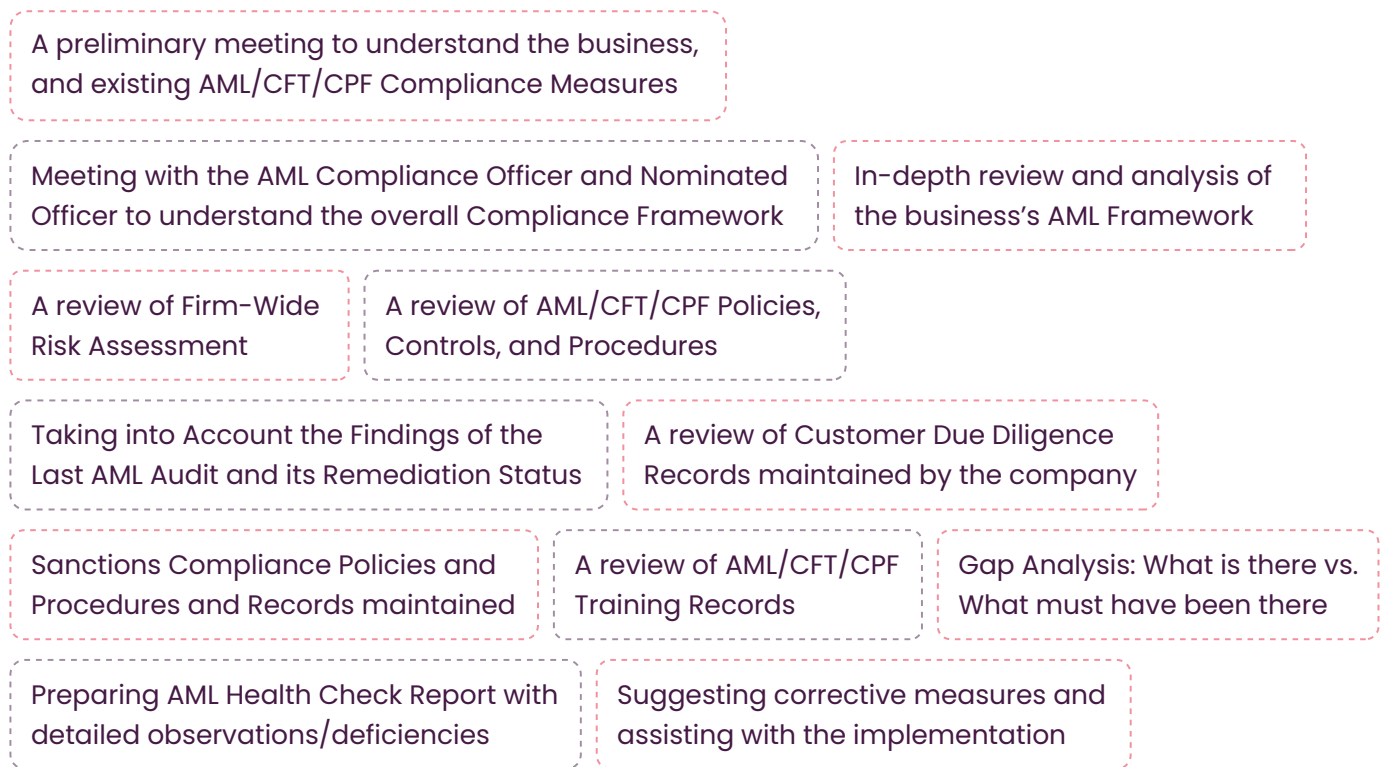 A preliminary meeting to understand the business,
and existing AML/CFT/CPF Compliance Measures
Meeting with the AML Compliance Officer and Nominated
Officer to understand the overall Compliance Framework
In-depth review and analysis of
the business’s AML Framework
A review of Firm-Wide
Risk Assessment
A review of AML/CFT/CPF Policies,
Controls, and Procedures
Taking into Account the Findings of the
Last AML Audit and its Remediation Status
A review of Customer Due Diligence
Records maintained by the company
Sanctions Compliance Policies and
Procedures and Records maintained
A review of AML/CFT/CPF
Training Records
Gap Analysis: What is there vs.
What must have been there
Preparing AML Health Check Report with
detailed observations/deficiencies
Suggesting corrective measures and
assisting with the implementation